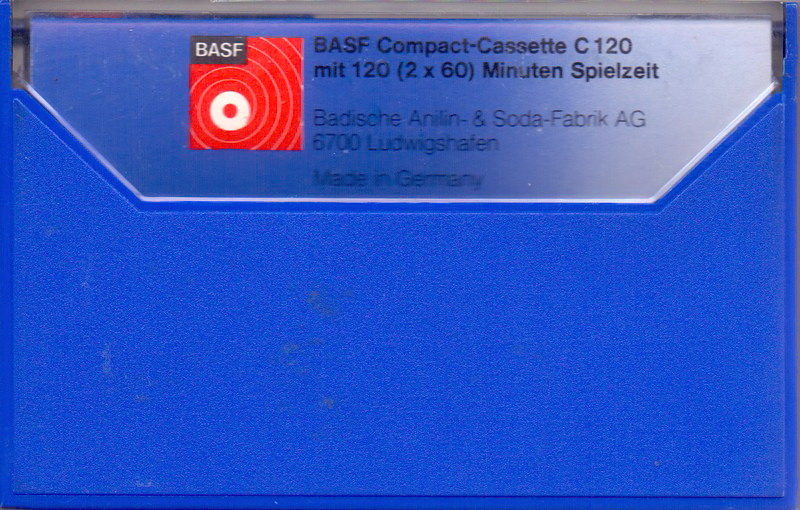 BASF
BASF Compact-Cassette C 120
mit 120 (2 x 60) Minuten Spielzeit
Badische Anilin- & Soda-Fabrik AG
6700 Ludwigshafen
Made in Germany